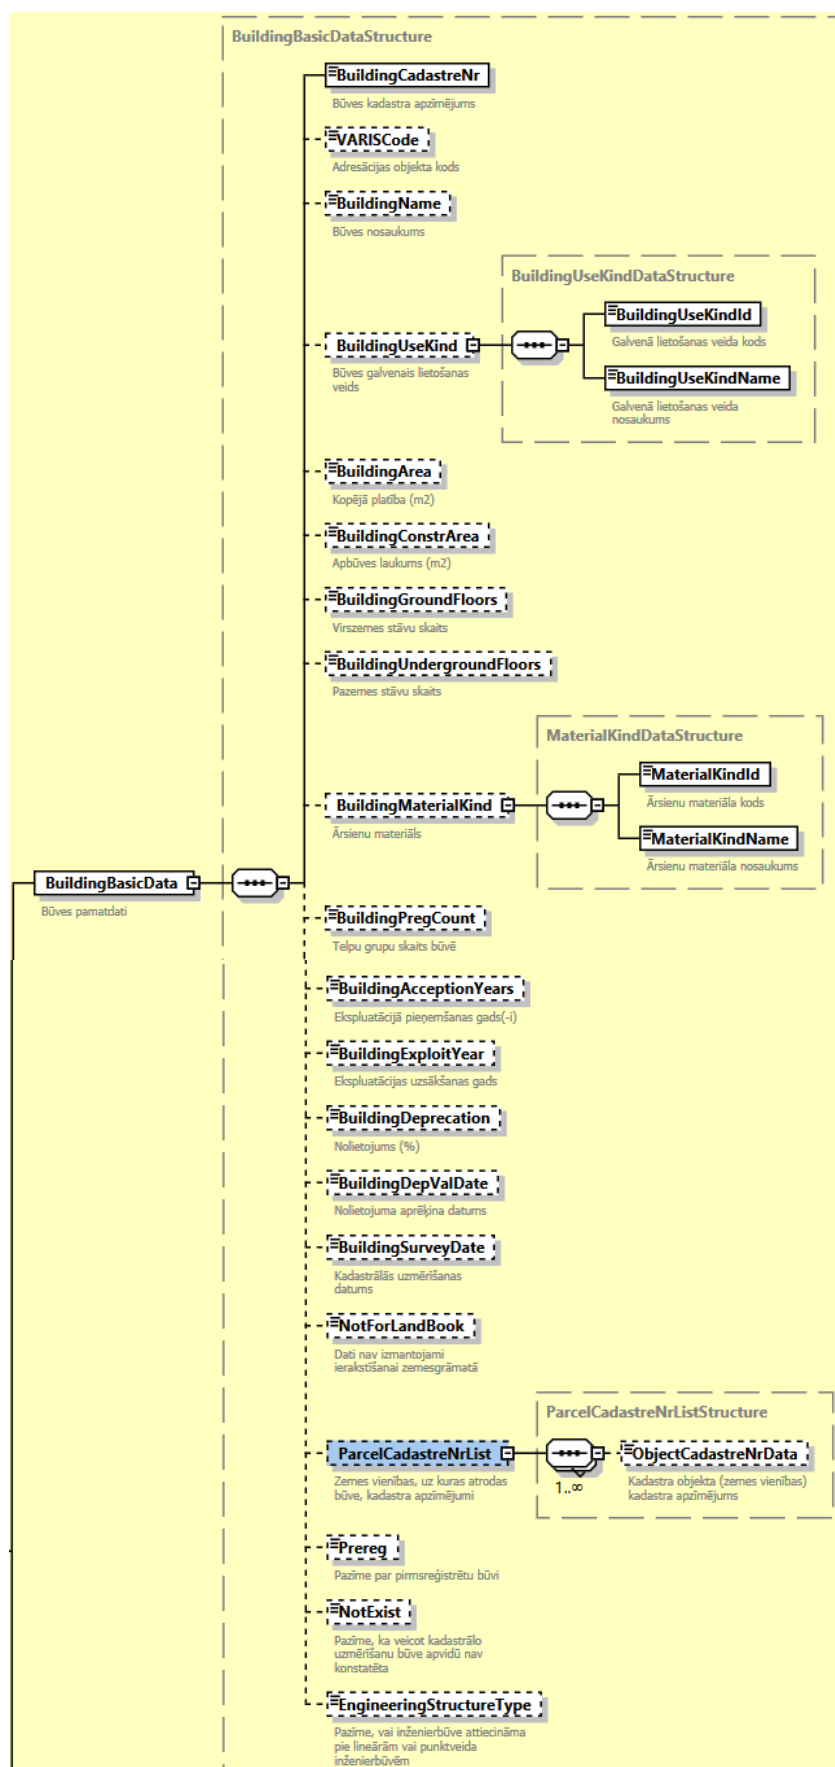 BuildingBasicDataStructure
BuildingCadastreNr
Būves kadastra apzīmējums
VARISCode
Adresācijas objekta kods
BuildingName
Būves nosaukums
BuildingUseKindDataStructure
BuildingUseKindId
Galvenā lietošanas veida kods
BuildingUseKind
Būves galvenais lietošanas
veids
BuildingUseKindName
Galvenā lietošanas veida
nosaukums
BuildingArea
Kopējā platība (m2)
BuildingConstrArea
Apbūves laukums (m2)
BuildingGroundFloors
Virszemes stāvu skaits
BuildingUndergroundFloors
Pazemes stāvu skaits
MaterialKindDataStructure
MaterialKindId
Ārsienu materiāla kods
BuildingMaterialKind
Ārsienu materiāls
MaterialKindName
Ārsienu materiāla nosaukums
BuildingBasicData
Būves pamatdati
BuildingPregCount
Telpu grupu skaits būvē
BuildingAcceptionYears
Ekspluatācijā pieņemšanas gads(-i)
BuildingExploitYear
Ekspluatācijas uzsākšanas gads
BuildingDeprecation
Nolietojums (%)
BuildingDepValDate
Nolietojuma aprēķina datums
BuildingSurveyDate
Kadastrālās uzmērīšanas
datums
NotForLandBook
Dati nav izmantojami
ierakstīšanai zemesgrāmatā
ParcelCadastreNrListStructure
ParcelCadastreNrList
Zemes vienības, uz kuras atrodas
būve, kadastra apzīmējumi
1..∞
ObjectCadastreNrData
Kadastra objekta (zemes vienības)
kadastra apzīmējums
Prereg
Pazīme par pirmsreģistrētu būvi
NotExist
Pazīme, ka veicot kadastrālo
uzmērīšanu būve apvidū nav
konstatēta
EngineeringStructureType
Pazīme, vai inženierbūve attiecināma
pie lineārām vai punktveida
inženierbūvēm